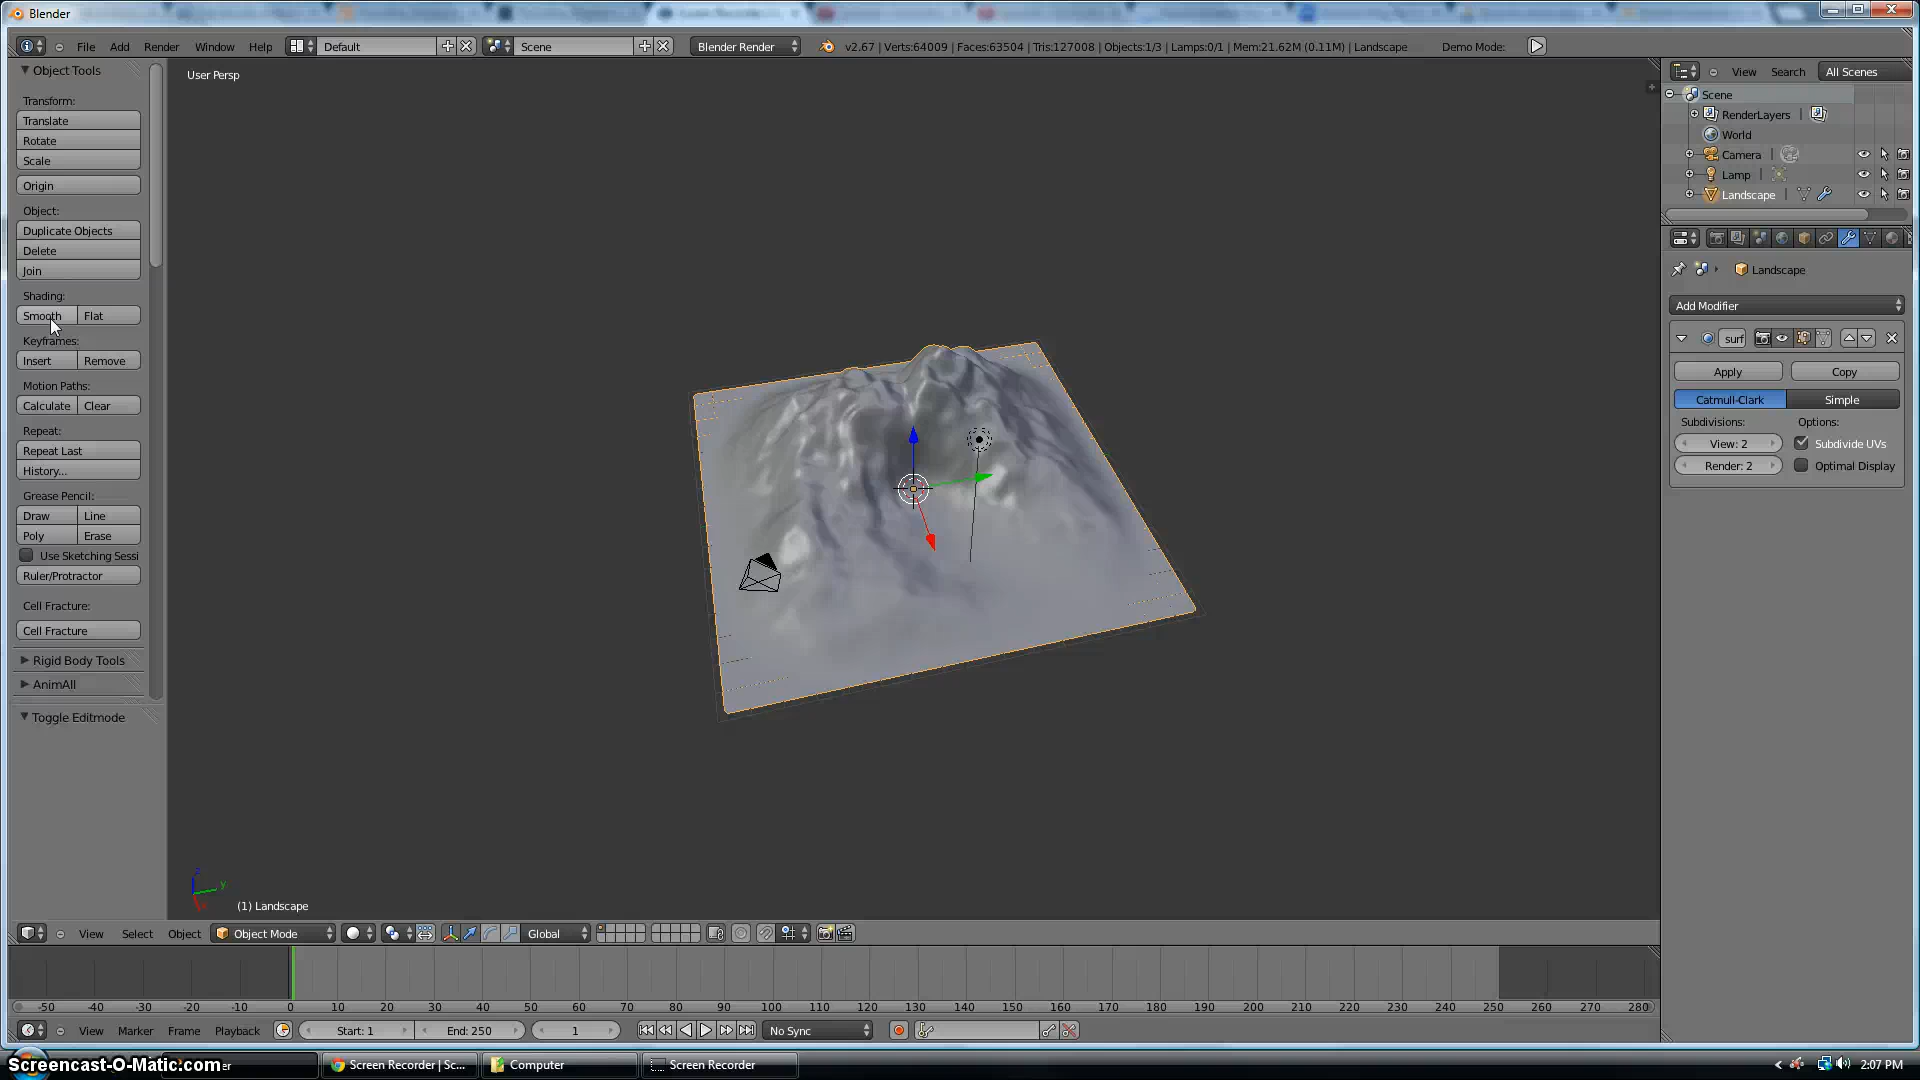 Blender
File Add Render Window Help Default Scene Blender Render v2.67 | Verts:64009 | Faces:63504 | Tris:127008 | Objects:1/3 | Lamps:0/1 | Mem:21.62M (0.11M) | Landscape Demo Mode:
Object Tools
Transform:
Translate
Rotate
Scale
Origin
Object:
Duplicate Objects
Delete
Join
Shading:
Smooth Flat
Keyframes:
Insert Remove
Motion Paths:
Calculate Clear
Repeat:
Repeat Last
History...
Grease Pencil:
Draw Line
Poly Erase
Use Sketching Sessi
Ruler/Protractor
Cell Fracture:
Cell Fracture
Rigid Body Tools
AnimAll
Toggle Editmode
User Persp
z
y
x
(1) Landscape
View Search All Scenes
Scene
RenderLayers |
World
Camera |
Lamp |
Landscape |
Landscape
Add Modifier
surf
Apply Copy
Catmull-Clark Simple
Subdivisions: Options:
View: 2 Subdivide UVs
Render: 2 Optimal Display
View Select Object Object Mode Global
-50 -40 -30 -20 -10 0 10 20 30 40 50 60 70 80 90 100 110 120 130 140 150 160 170 180 190 200 210 220 230 240 250 260 270 280
View Marker Frame Playback Start: 1 End: 250 1 No Sync
Screencast-O-Matic.com er Screen Recorder | Sc... Computer Screen Recorder 2:07 PM